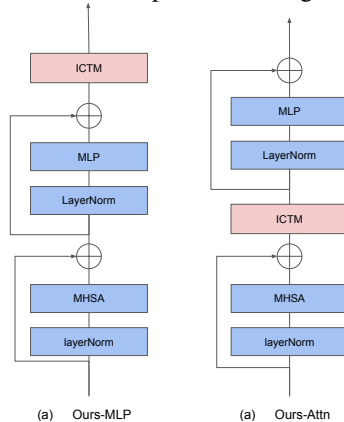 ICTM
MLP
LayerNorm
MHSA
layerNorm
(a) Ours-MLP
MLP
LayerNorm
ICTM
MHSA
layerNorm
(a) Ours-Attn